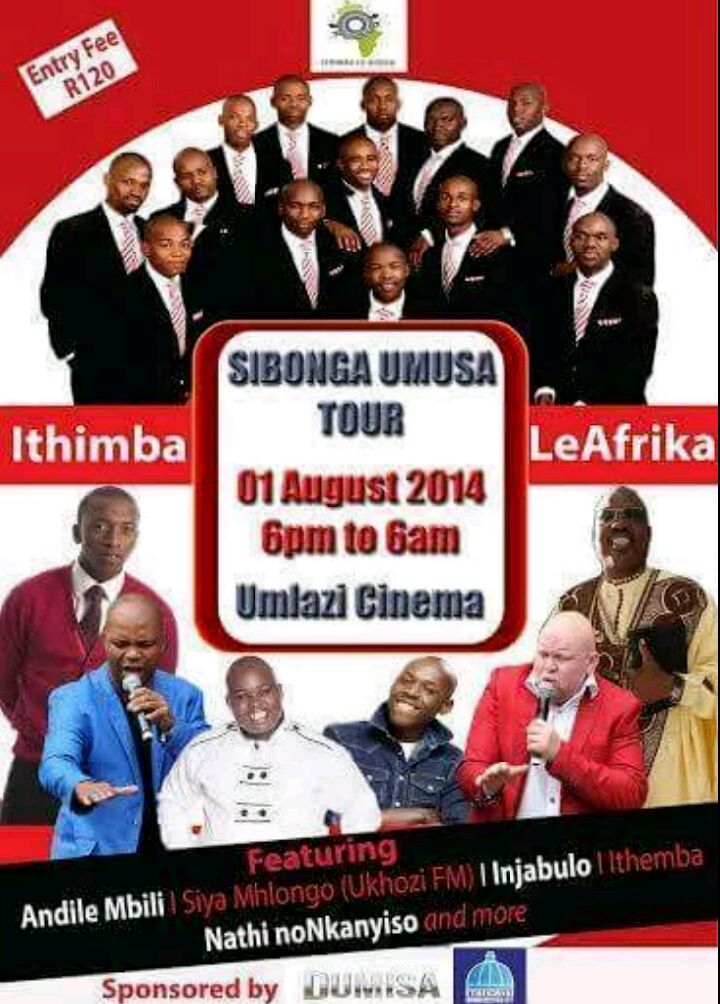 Entry Fee
R120
SIBONGA UMUSA
TOUR
01 August 2014
6pm to 6am
Umlazi Cinema
Ithimba
LeAfrika
Featuring
Andile Mbili | Siya Mhlongo (Ukhozi FM) | Injabulo | Ithemba
Nathi noNkanyiso and more
Sponsored by
DUMISA